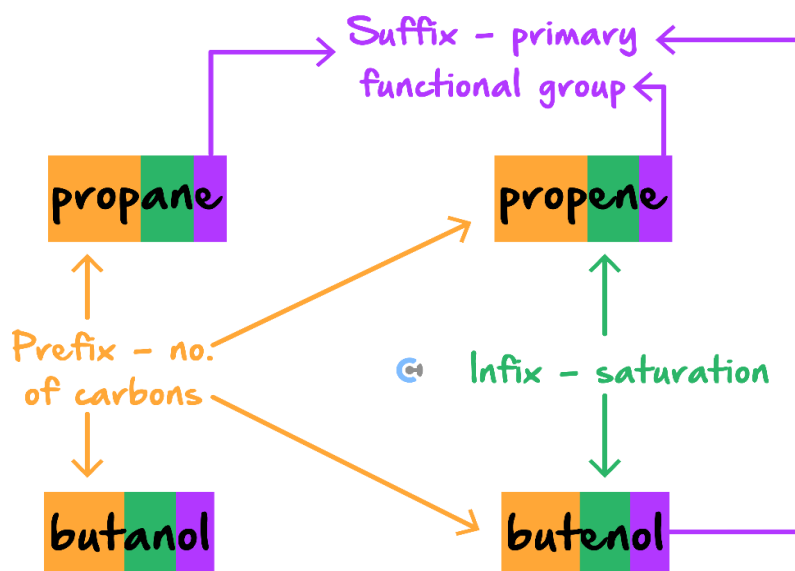 Suffix - primary
functional group
propane
propene
Prefix - no.
of carbons
Infix - saturation
butanol
butenol